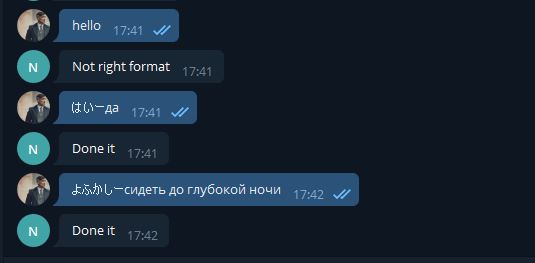 hello 17:41
N Not right format 17:41
はいーда 17:41
N Done it 17:41
よふかしーсидеть до глубокой ночи 17:42
N Done it 17:42